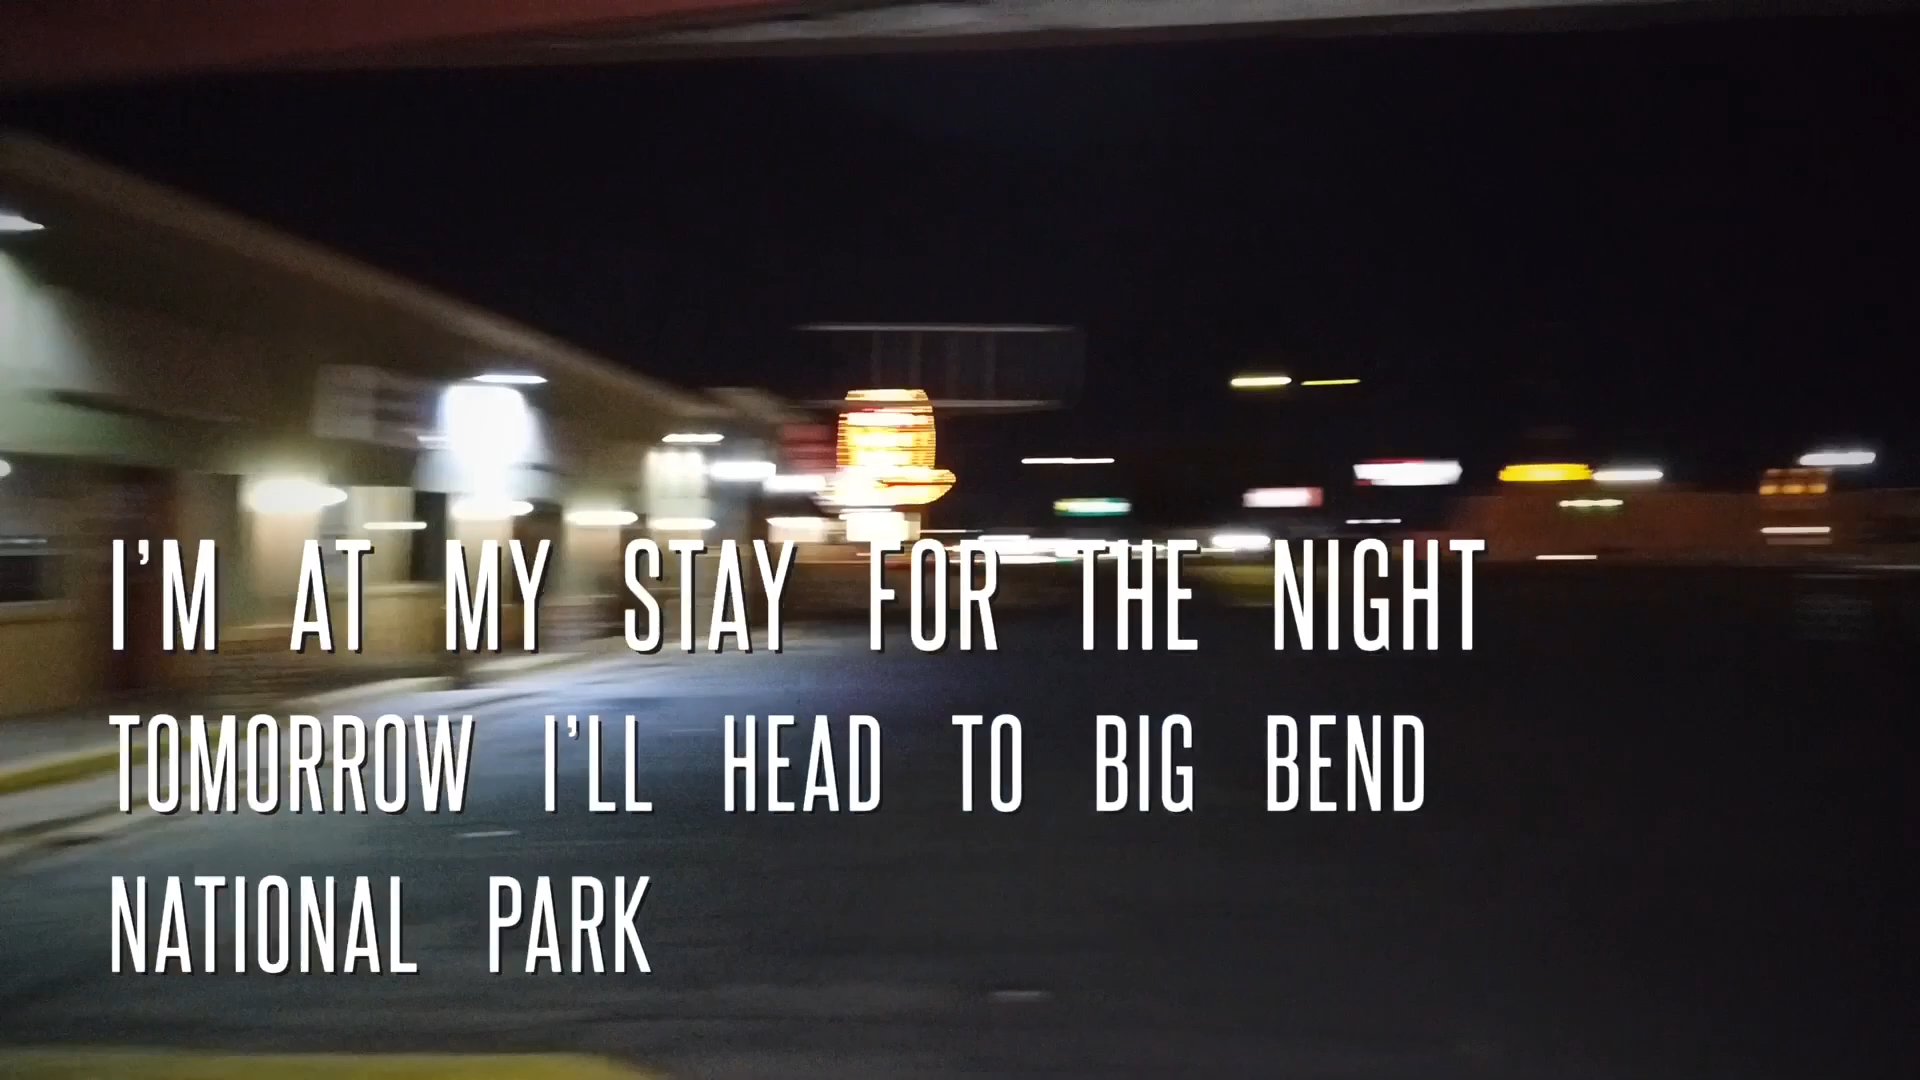 I'M AT MY STAY FOR THE NIGHT
TOMORROW I'LL HEAD TO BIG BEND
NATIONAL PARK